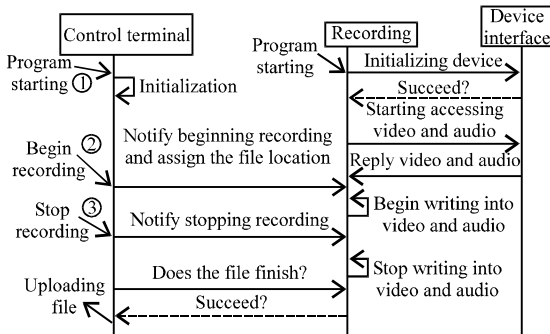 Control terminal
Recording
Device
interface
Program
starting ①
Initialization
Program
starting
Initializing device
Succeed?
Starting accessing
video and audio
Reply video and audio
②
Begin
recording
Notify beginning recording
and assign the file location
Begin writing into
video and audio
Stop ③
recording
Notify stopping recording
Stop writing into
video and audio
Does the file finish?
Uploading
file
Succeed?